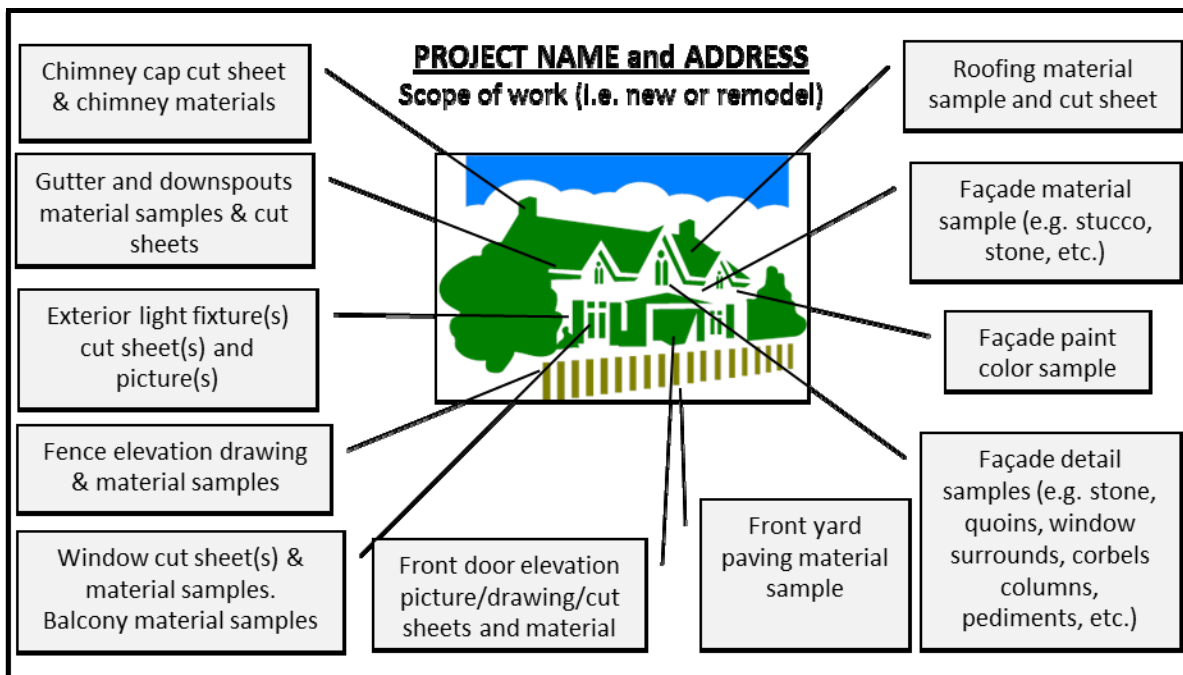 PROJECT NAME and ADDRESS
Scope of work (i.e. new or remodel)
Chimney cap cut sheet
& chimney materials
Gutter and downspouts
material samples & cut
sheets
Exterior light fixture(s)
cut sheet(s) and
picture(s)
Fence elevation drawing
& material samples
Window cut sheet(s) &
material samples.
Balcony material samples
Front door elevation
picture/drawing/cut
sheets and material
Front yard
paving material
sample
Roofing material
sample and cut sheet
Façade material
sample (e.g. stucco,
stone, etc.)
Façade paint
color sample
Façade detail
samples (e.g. stone,
quoins, window
surrounds, corbels
columns,
pediments, etc.)